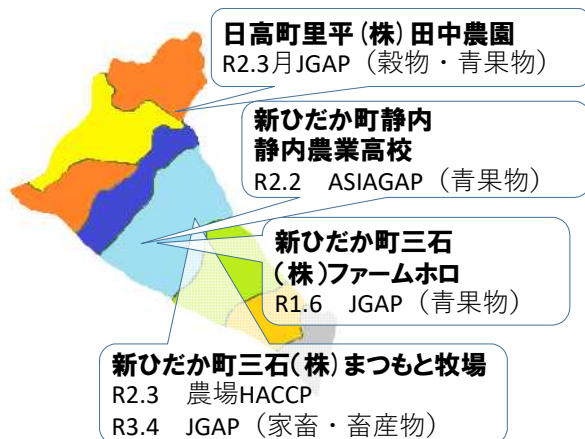 日高町里平(株)田中農園
R2.3月JGAP(穀物・青果物)
新ひだか町静内
静内農業高校
R2.2 ASIAGAP(青果物)
新ひだか町三石
(株)ファームホロ
R1.6 JGAP(青果物)
新ひだか町三石(株)まつもと牧場
R2.3 農場HACCP
R3.4 JGAP(家畜・畜産物)